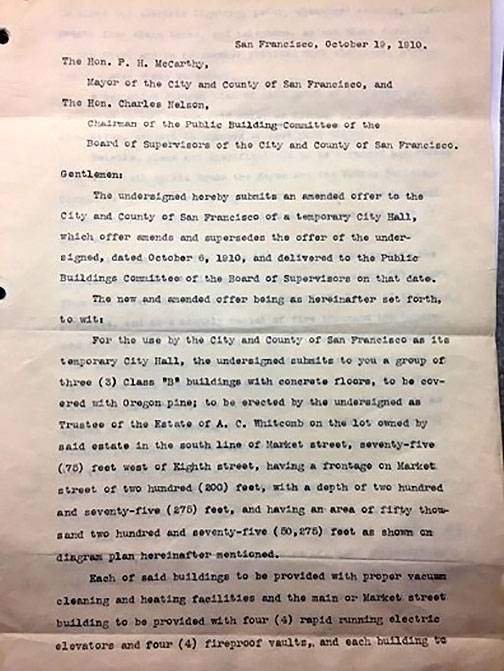 San Francisco, October 19, 1910.
The Hon. P. H. McCarthy,
Mayor of the City and County of San Francisco, and
The Hon. Charles Nelson,
Chairman of the Public Building Committee of the
Board of Supervisors of the City and County of San Francisco.
Gentlemen:
The undersigned hereby submits an amended offer to the
City and County of San Francisco of a temporary City Hall,
which offer amends and supersedes the offer of the under-
signed, dated October 6, 1910, and delivered to the Public
Buildings Committee of the Board of Supervisors on that date.
The new and amended offer being as hereinafter set forth,
to wit:
For the use by the City and County of San Francisco as its
temporary City Hall, the undersigned submits to you a group of
three (3) Class "B" buildings with concrete floors, to be cov-
ered with Oregon pine; to be erected by the undersigned as
Trustee of the Estate of A. C. Whitcomb on the lot owned by
said estate in the south line of Market street, seventy-five
(75) feet west of Eighth street, having a frontage on Market
street of two hundred (200) feet, with a depth of two hundred
and seventy-five (275) feet, and having an area of fifty thou-
sand two hundred and seventy-five (50,275) feet as shown on
diagram plan hereinafter mentioned.
Each of said buildings to be provided with proper vacuum
cleaning and heating facilities and the main or Market street
building to be provided with four (4) rapid running electric
elevators and four (4) fireproof vaults, and each building to